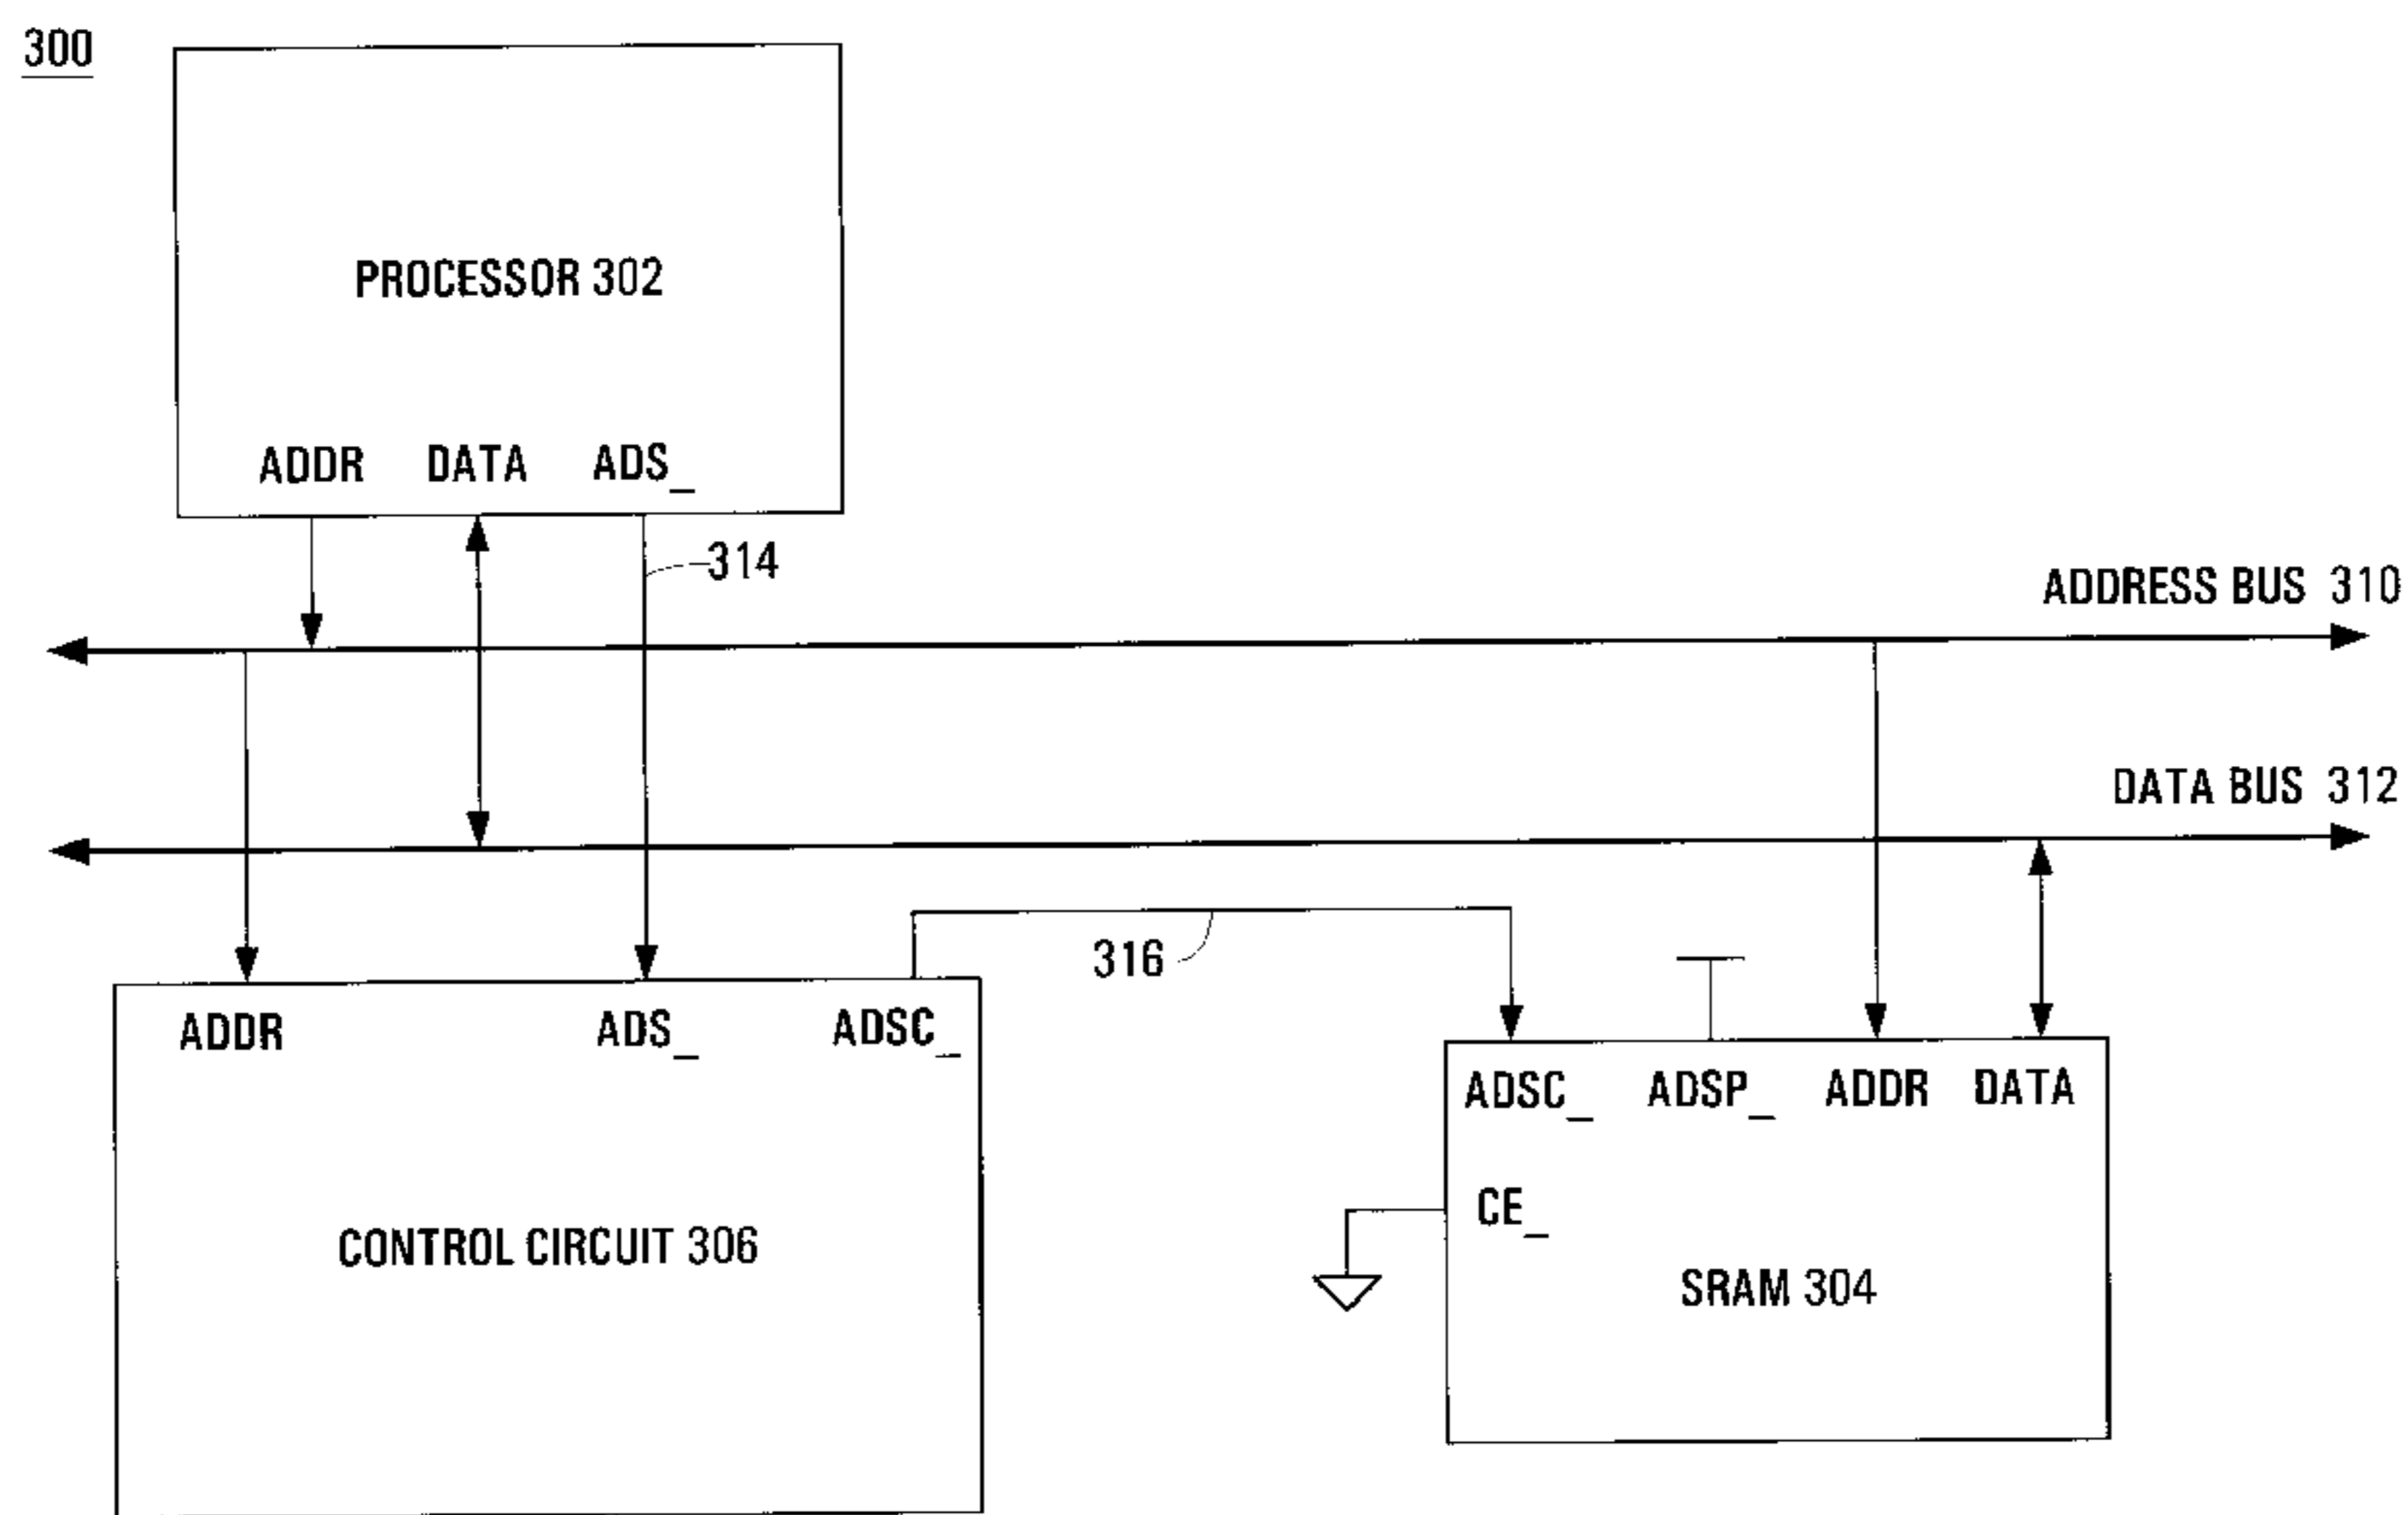 300
PROCESSOR 302
ADDR DATA ADS_
314
ADDRESS BUS 310
DATA BUS 312
316
ADDR ADS_ ADSC_
CONTROL CIRCUIT 306
ADSC_ ADSP_ ADDR DATA
CE_
SRAM 304